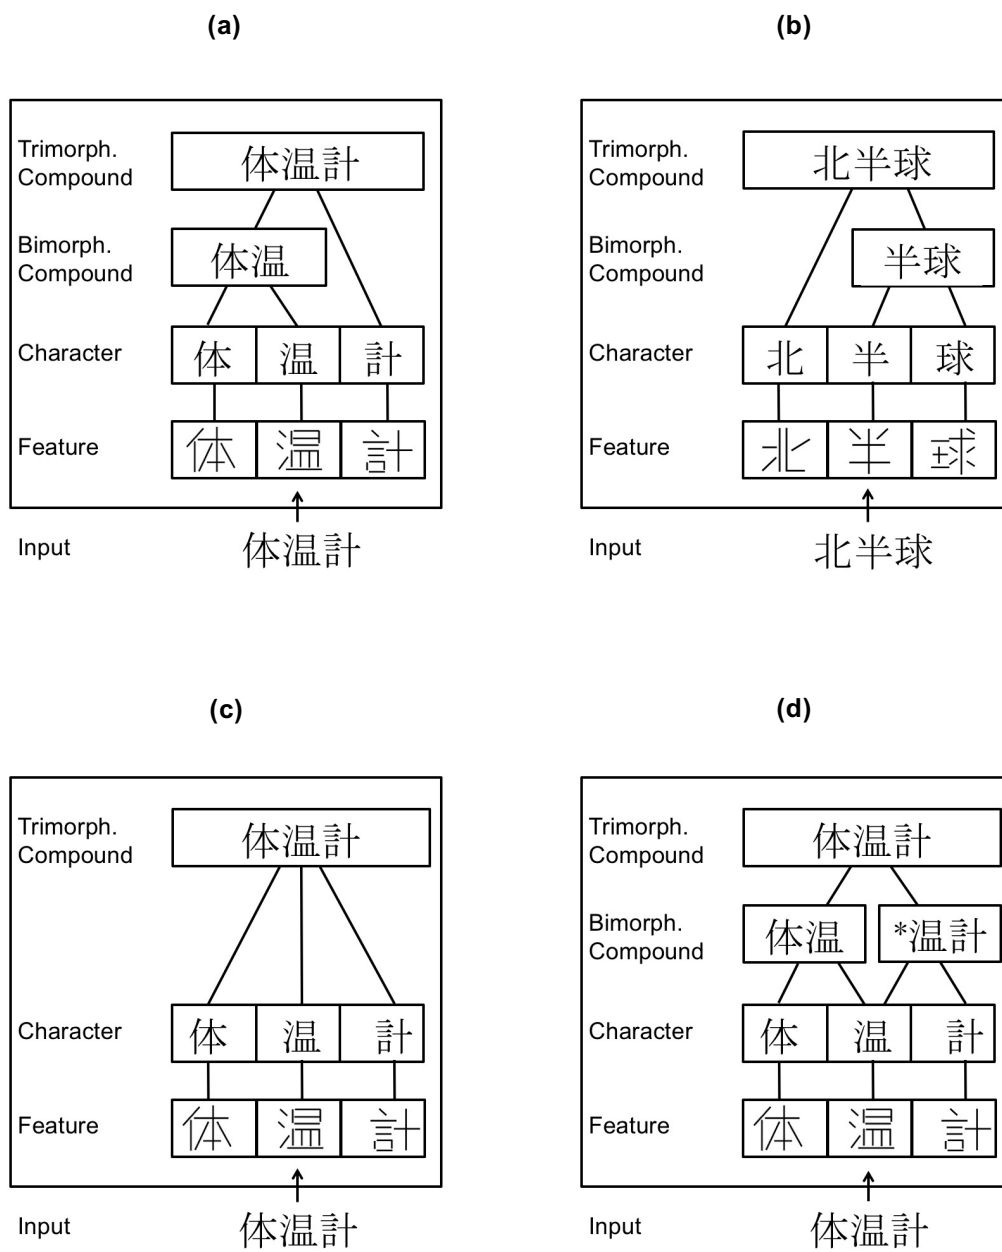 (a)
Trimorph.
Compound
体温計
Bimorph.
Compound
体温
Character
体 温 計
Feature
体 温 計
Input
体温計
(b)
Trimorph.
Compound
北半球
Bimorph.
Compound
半球
Character
北 半 球
Feature
北 半 球
Input
北半球
(c)
Trimorph.
Compound
体温計
Character
体 温 計
Feature
体 温 計
Input
体温計
(d)
Trimorph.
Compound
体温計
Bimorph.
Compound
体温 *温計
Character
体 温 計
Feature
体 温 計
Input
体温計